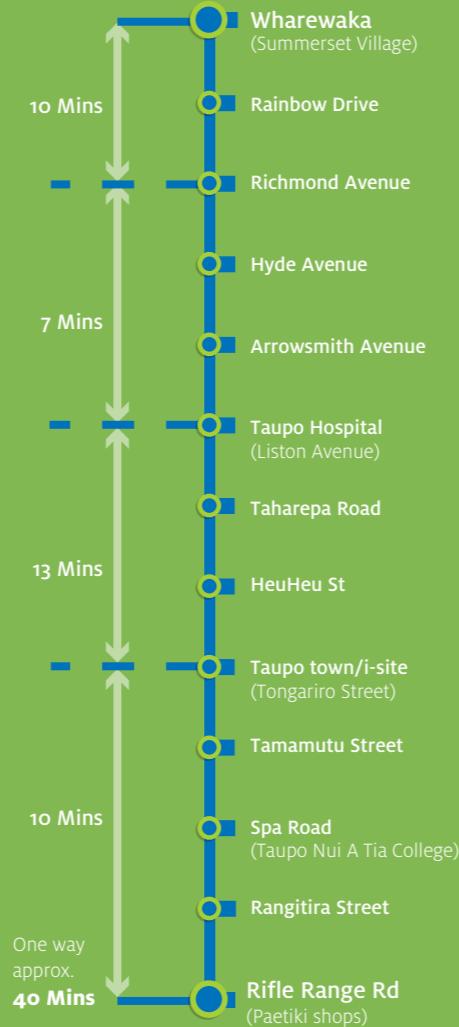 Wharewaka
(Summerset Village)
10 Mins
Rainbow Drive
Richmond Avenue
Hyde Avenue
7 Mins
Arrowsmith Avenue
Taupo Hospital
(Liston Avenue)
Taharepa Road
13 Mins
HeuHeu St
Taupo town/i-site
(Tongariro Street)
Tamamutu Street
10 Mins
Spa Road
(Taupo Nui A Tia College)
Rangitira Street
One way
approx.
40 Mins
Rifle Range Rd
(Paetiki shops)